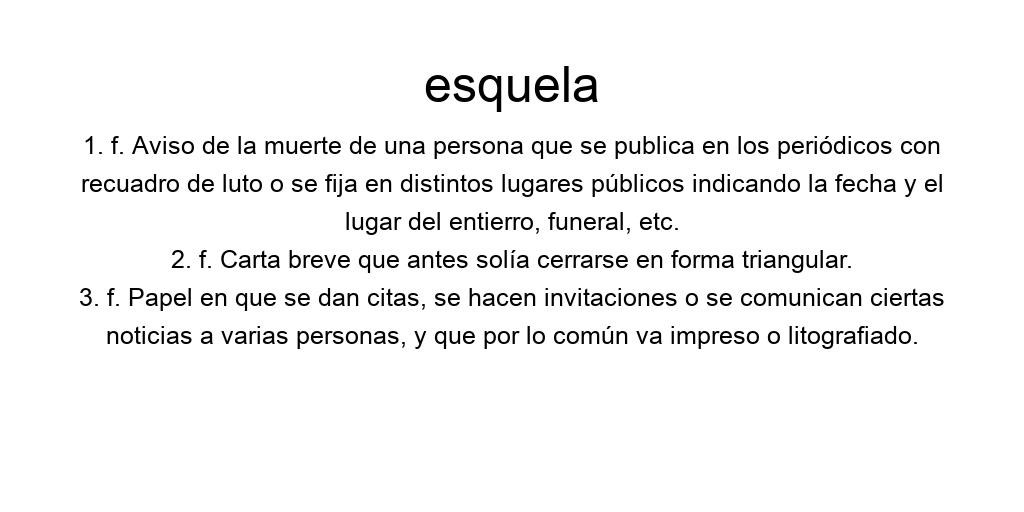 esquela
1. f. Aviso de la muerte de una persona que se publica en los periódicos con
recuadro de luto o se fija en distintos lugares públicos indicando la fecha y el
lugar del entierro, funeral, etc.
2. f. Carta breve que antes solía cerrarse en forma triangular.
3. f. Papel en que se dan citas, se hacen invitaciones o se comunican ciertas
noticias a varias personas, y que por lo común va impreso o litografiado.